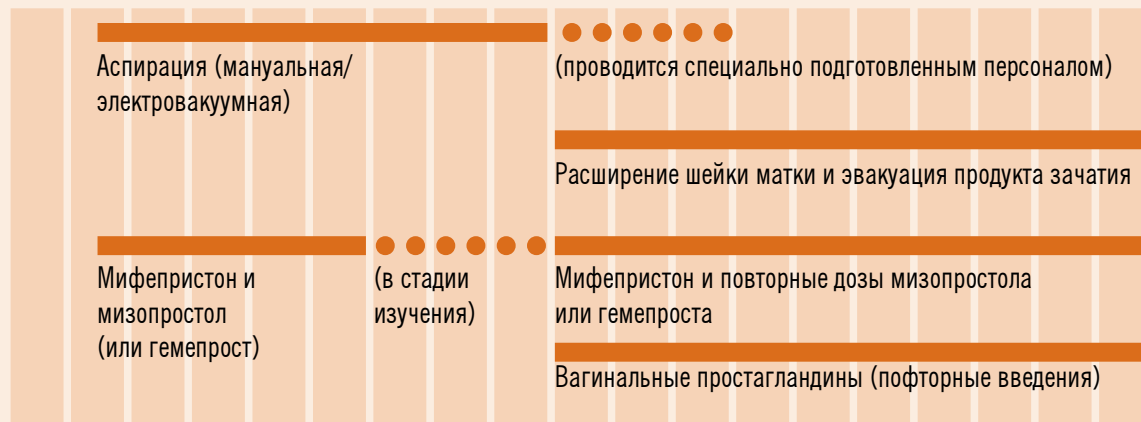 Аспирация (мануальная/
электровакуумная)
(проводится специально подготовленным персоналом)
Расширение шейки матки и эвакуация продукта зачатия
Мифепристон и
мизопростол
(или гемепрост)
(в стадии
изучения)
Мифепристон и повторные дозы мизопростола
или гемепроста
Вагинальные простагландины (пофторные введения)